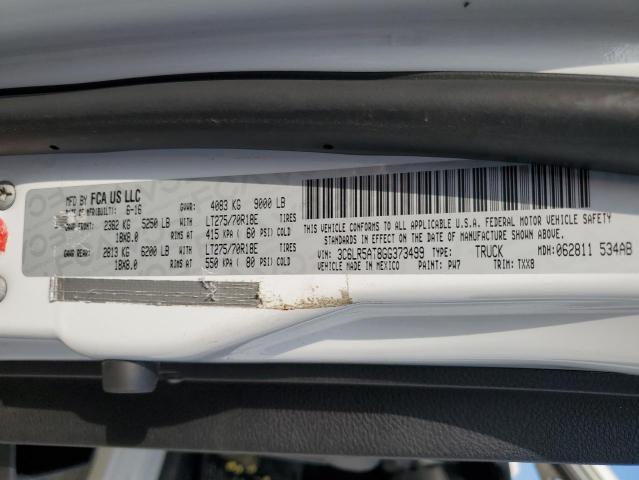 MFD BY FCA US LLC
DATE OF MFR(BUILT): 6-16 GVWR: 4083 KG 9000 LB
GAWR FRONT: 2382 KG 5250 LB WITH LT275/70R18E TIRES
18X8.0 RIMS AT 415 KPA ( 60 PSI) COLD
GAWR REAR: 2813 KG 6200 LB WITH LT275/70R18E TIRES
18X8.0 RIMS AT 550 KPA ( 80 PSI) COLD
X
THIS VEHICLE CONFORMS TO ALL APPLICABLE U.S.A. FEDERAL MOTOR VEHICLE SAFETY
STANDARDS IN EFFECT ON THE DATE OF MANUFACTURE SHOWN ABOVE.
VIN: 3C6LR5AT8GG373499 TYPE: TRUCK MDH: 062811 534AB
VEHICLE MADE IN MEXICO PAINT: PW7 TRIM: TXX8